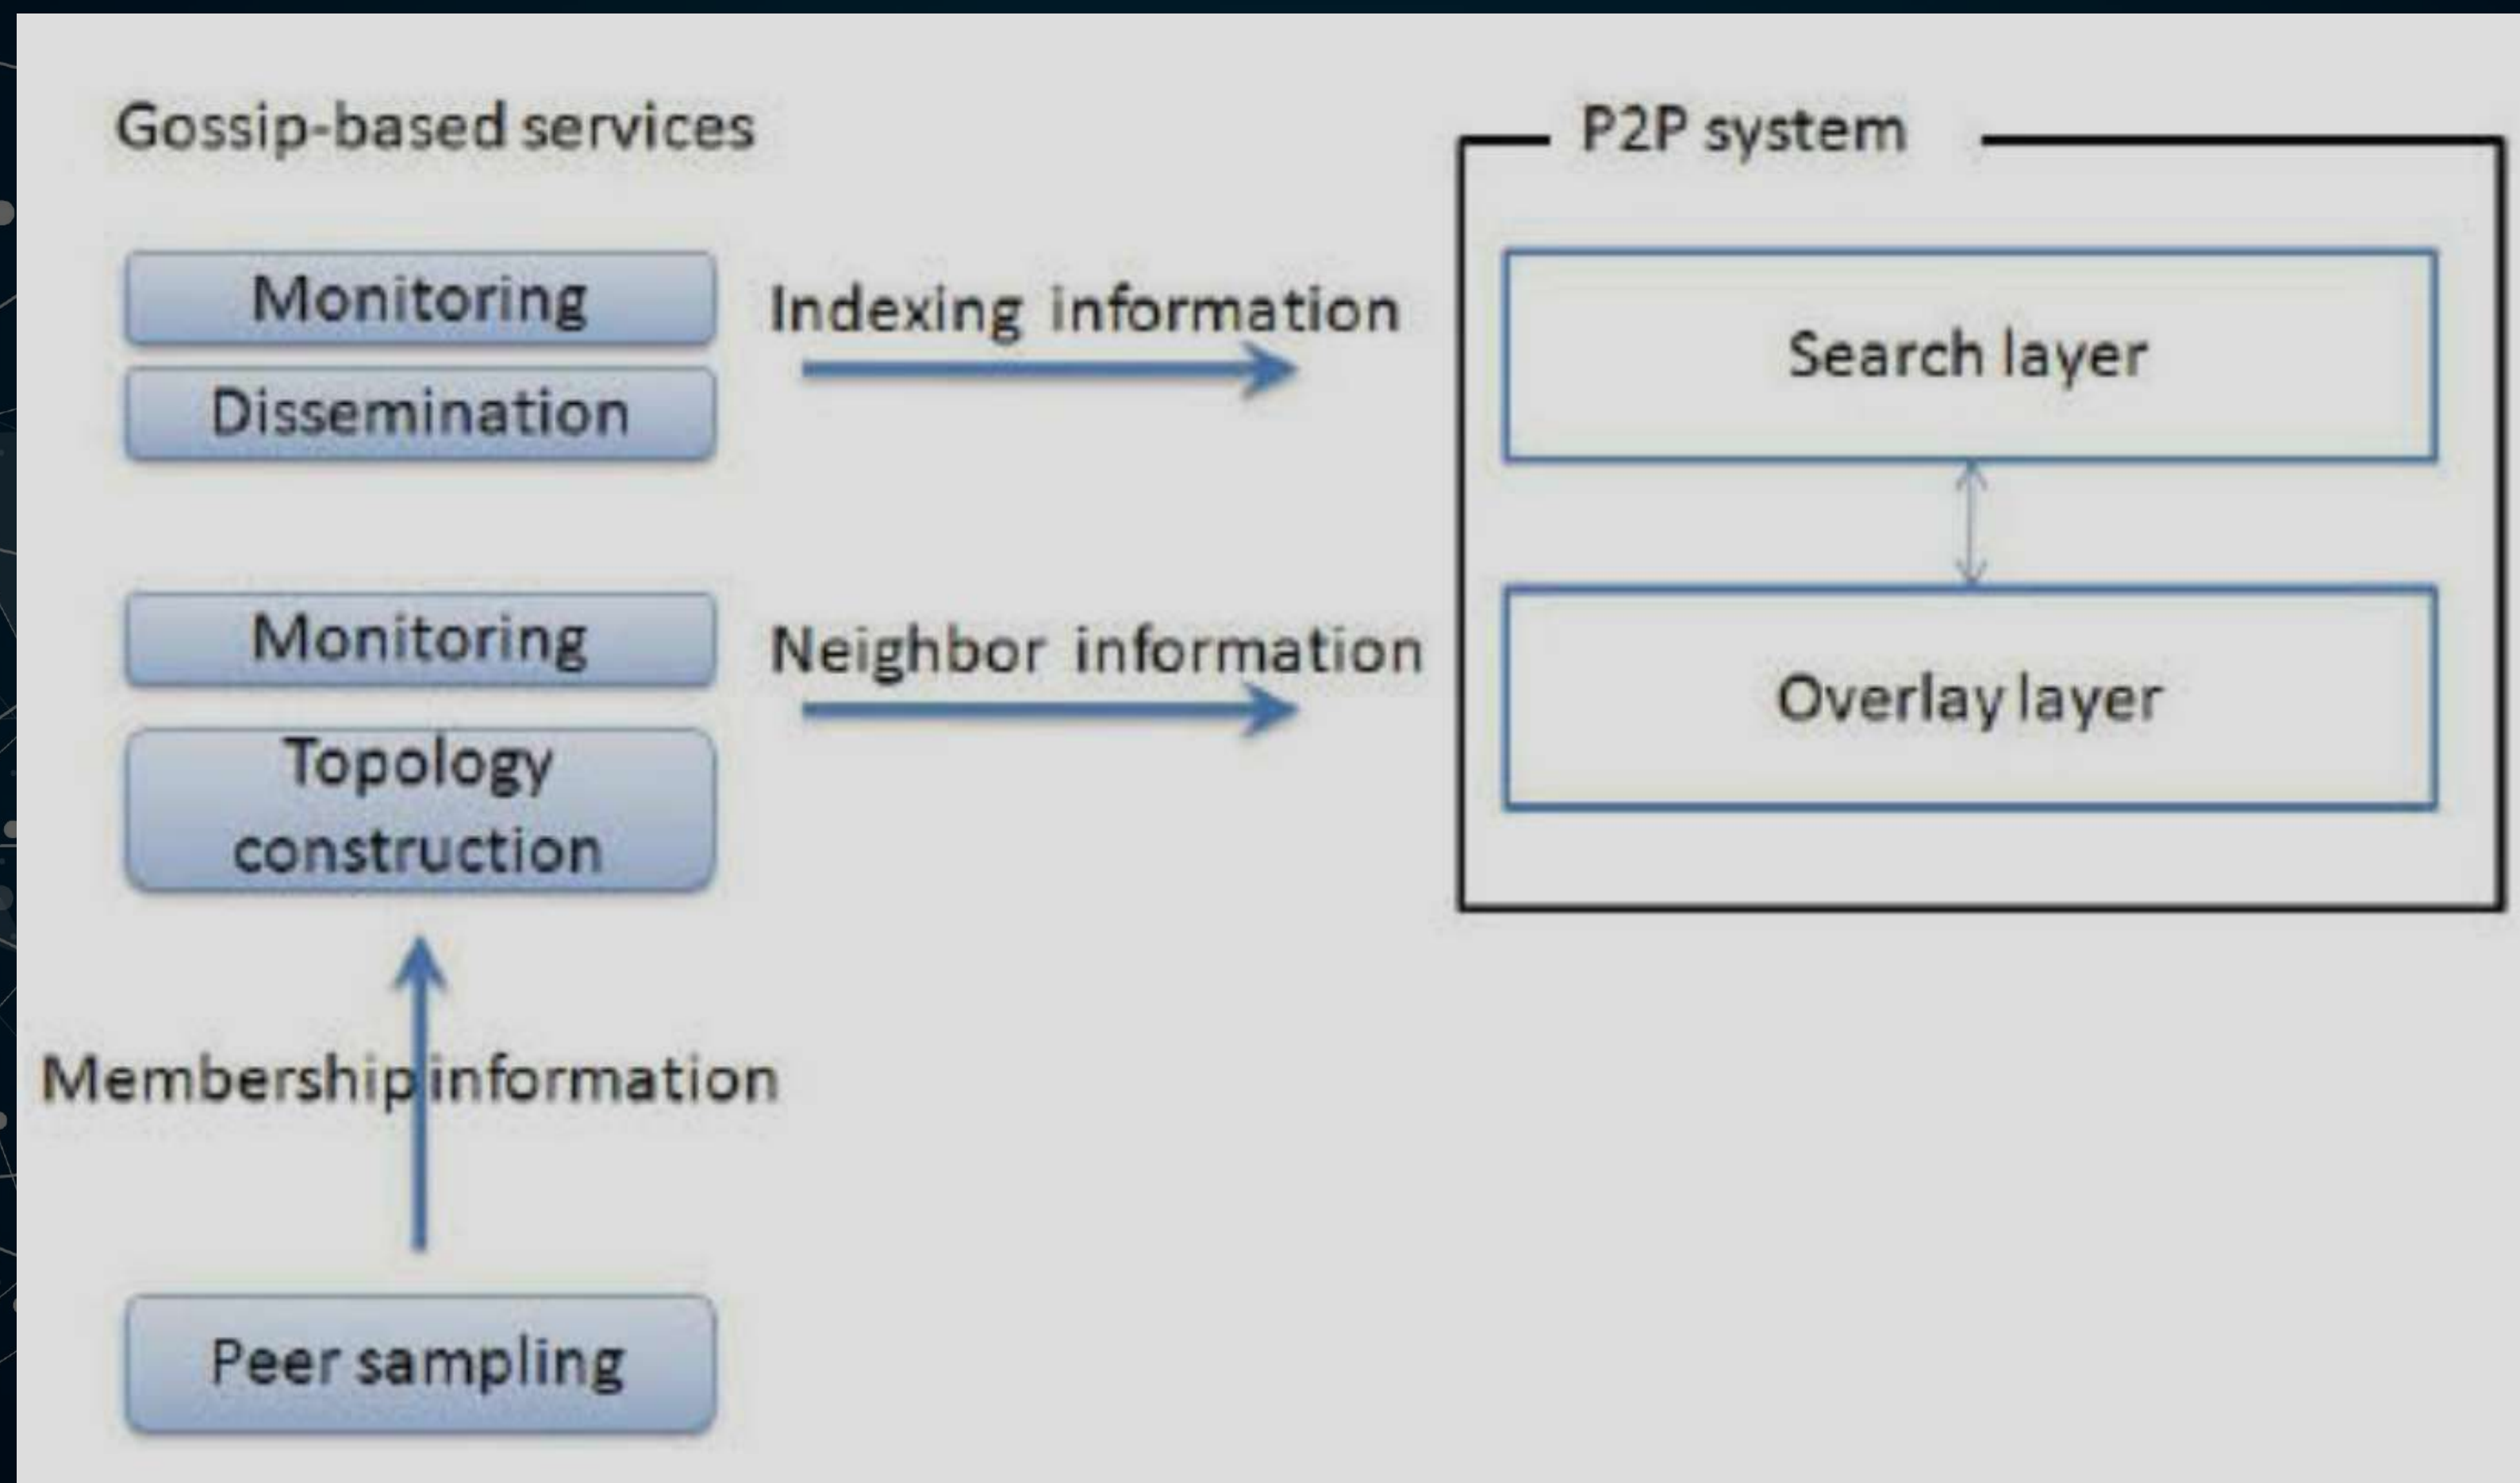 Gossip-based services
P2P system
Monitoring
Dissemination
Indexing information
Search layer
Monitoring
Topology
construction
Neighbor information
Overlay layer
Membership information
Peer sampling